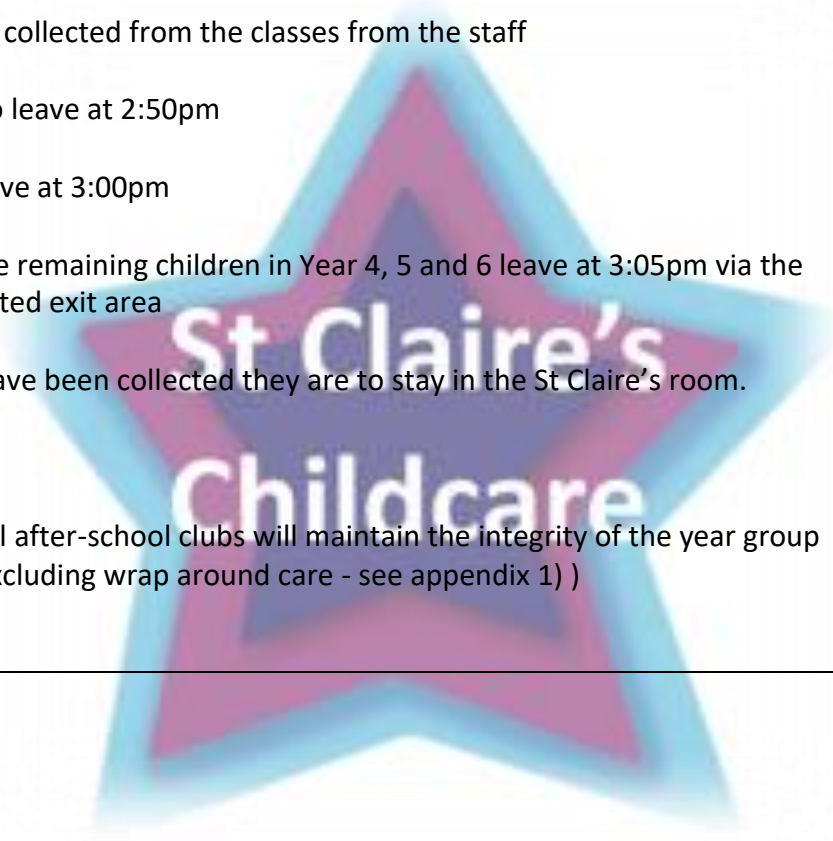 collected from the classes from the staff
leave at 2:50pm
ve at 3:00pm
e remaining children in Year 4, 5 and 6 leave at 3:05pm via the
ted exit area
St Claire's
ave been collected they are to stay in the St Claire's room.
Childcare
l after-school clubs will maintain the integrity of the year group
xcluding wrap around care - see appendix 1) )